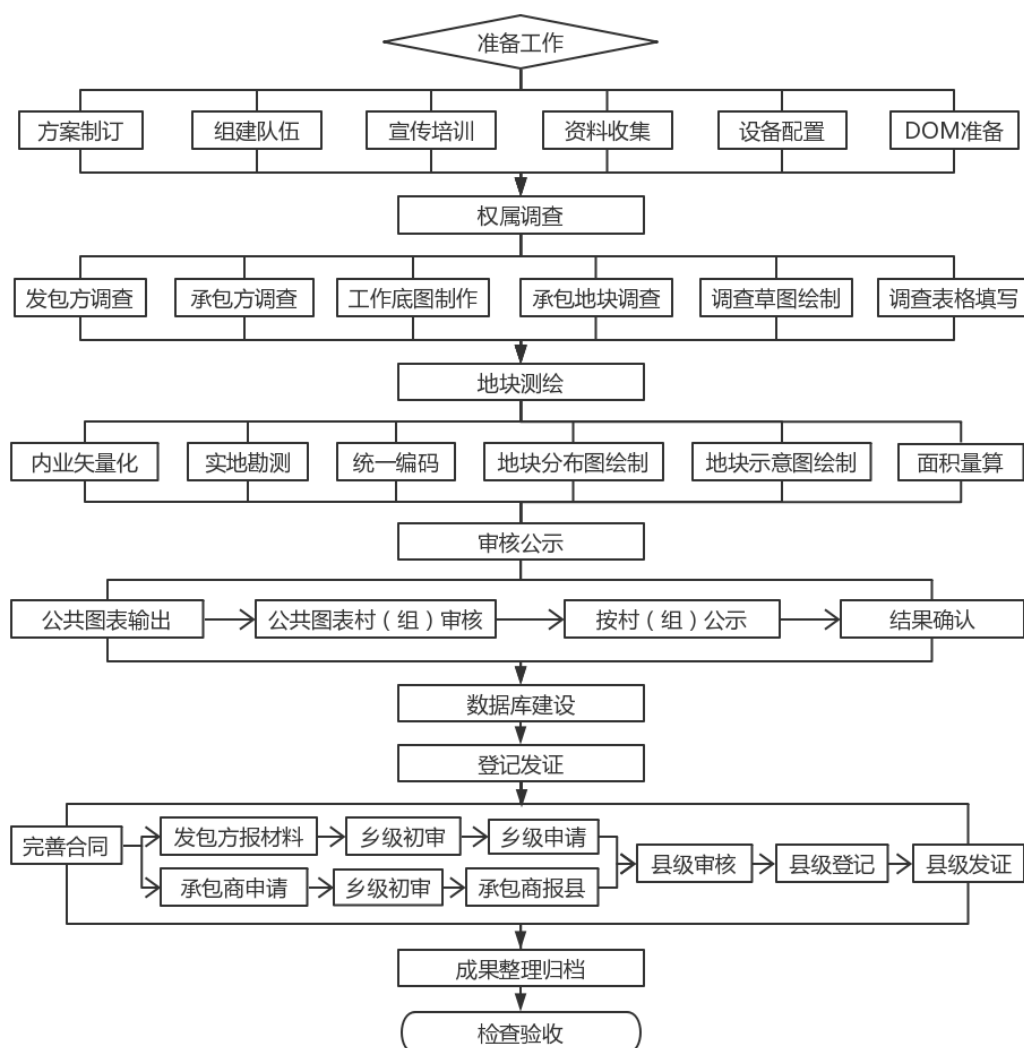 准备工作
方案制订
组建队伍
宣传培训
资料收集
设备配置
DOM准备
权属调查
发包方调查
承包方调查
工作底图制作
承包地块调查
调查草图绘制
调查表格填写
地块测绘
内业矢量化
实地勘测
统一编码
地块分布图绘制
地块示意图绘制
面积量算
审核公示
公共图表输出
公共图表村（组）审核
按村（组）公示
结果确认
数据库建设
登记发证
完善合同
发包方报材料
乡级初审
乡级申请
承包商申请
乡级初审
承包商报县
县级审核
县级登记
县级发证
成果整理归档
检查验收